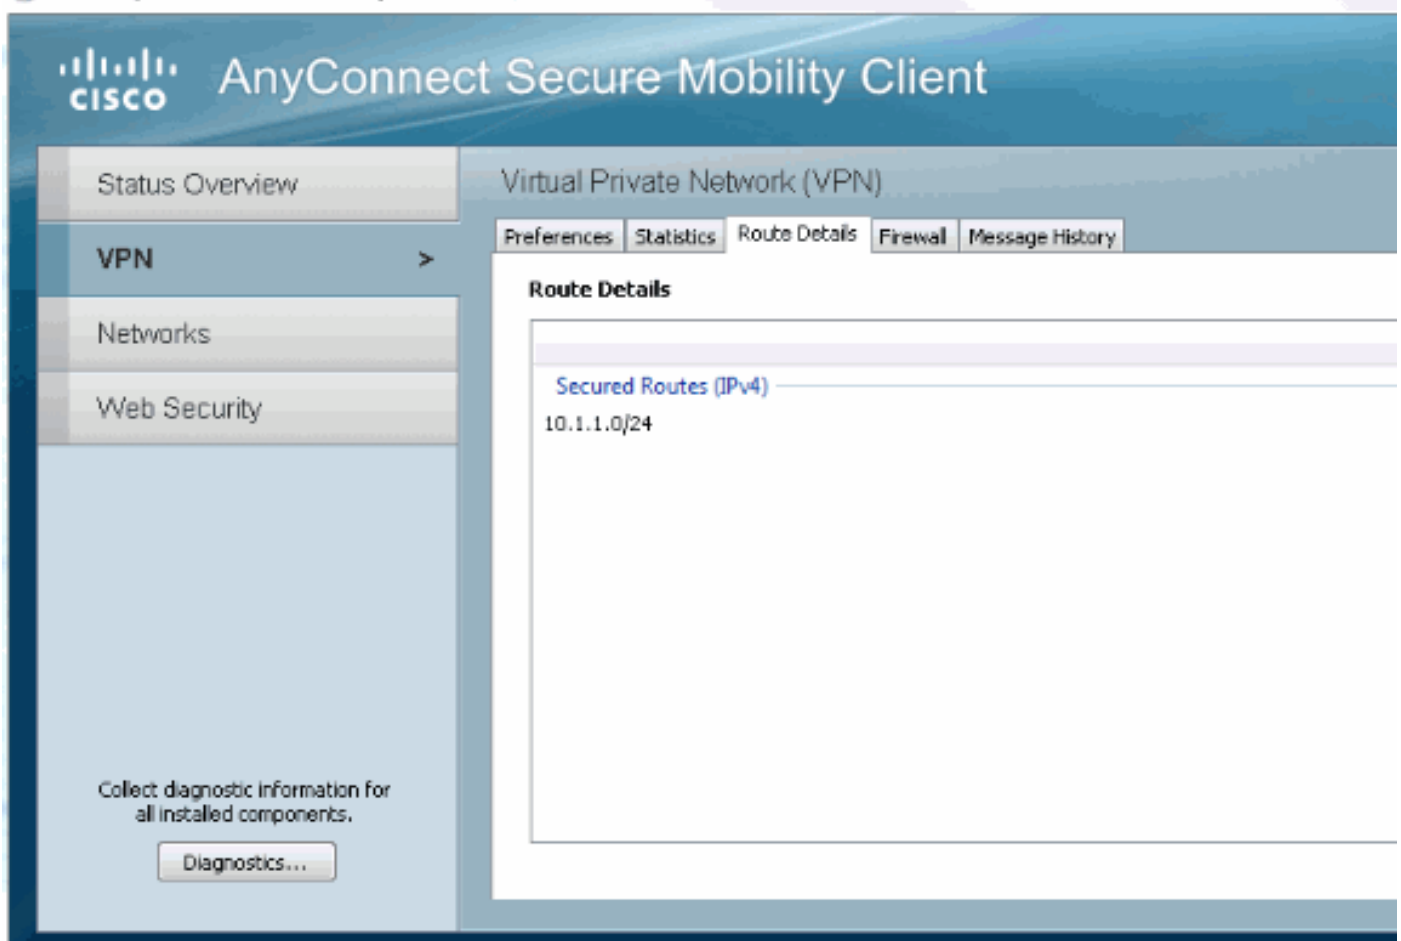 CISCO
AnyConnect Secure Mobility Client
Status Overview
VPN >
Networks
Web Security
Collect diagnostic information for
all installed components.
Diagnostics...
Virtual Private Network (VPN)
Preferences Statistics Route Details Firewall Message History
Route Details
Secured Routes (IPv4)
10.1.1.0/24